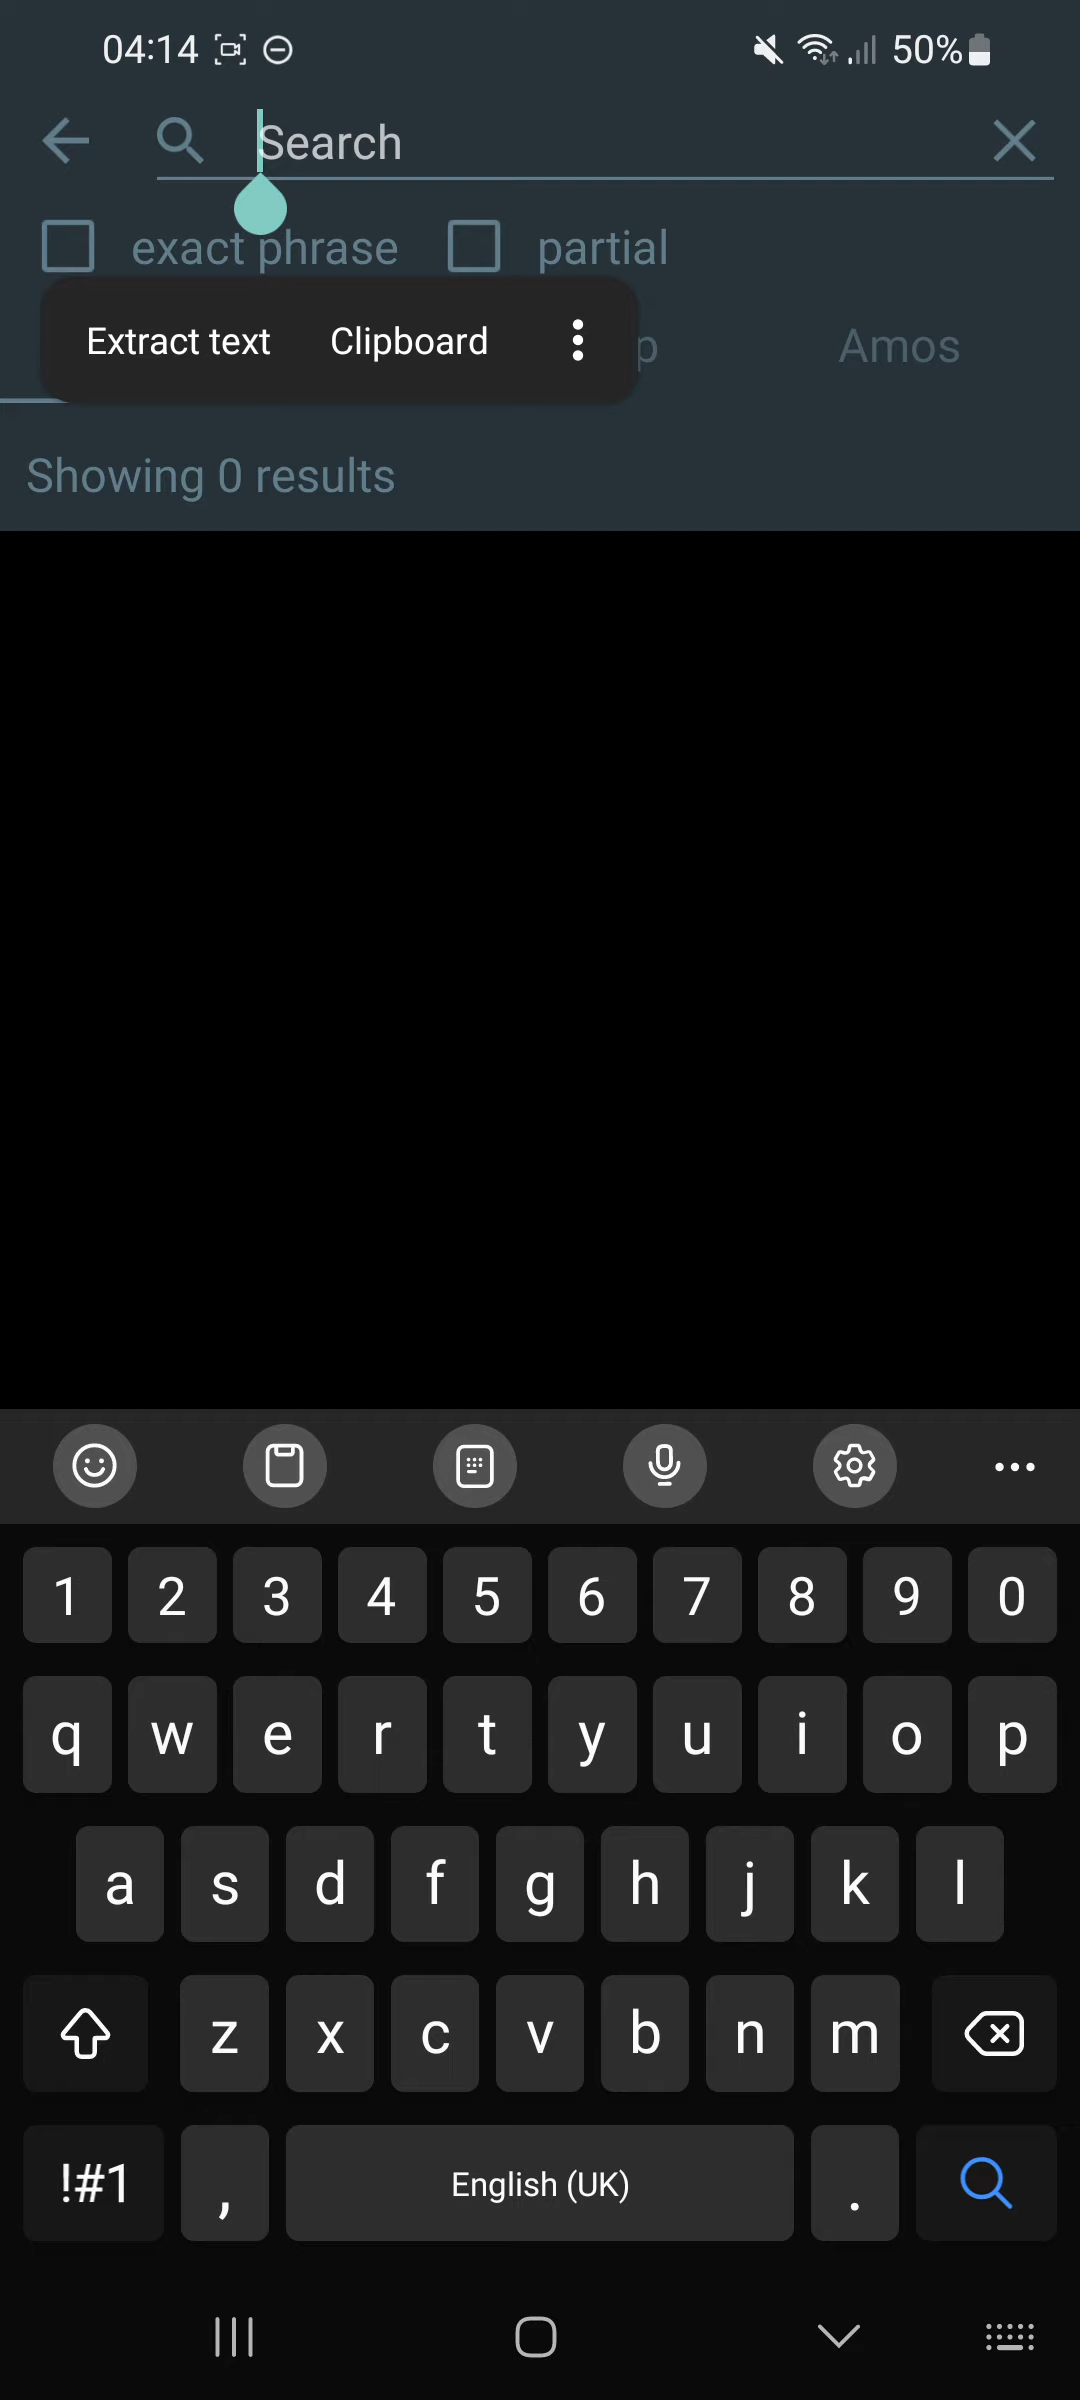 04:14 50%
Search
exact phrase partial
Extract text Clipboard Amos
Showing 0 results
1 2 3 4 5 6 7 8 9 0
q w e r t y u i o p
a s d f g h j k l
z x c v b n m
!#1 , English (UK) .